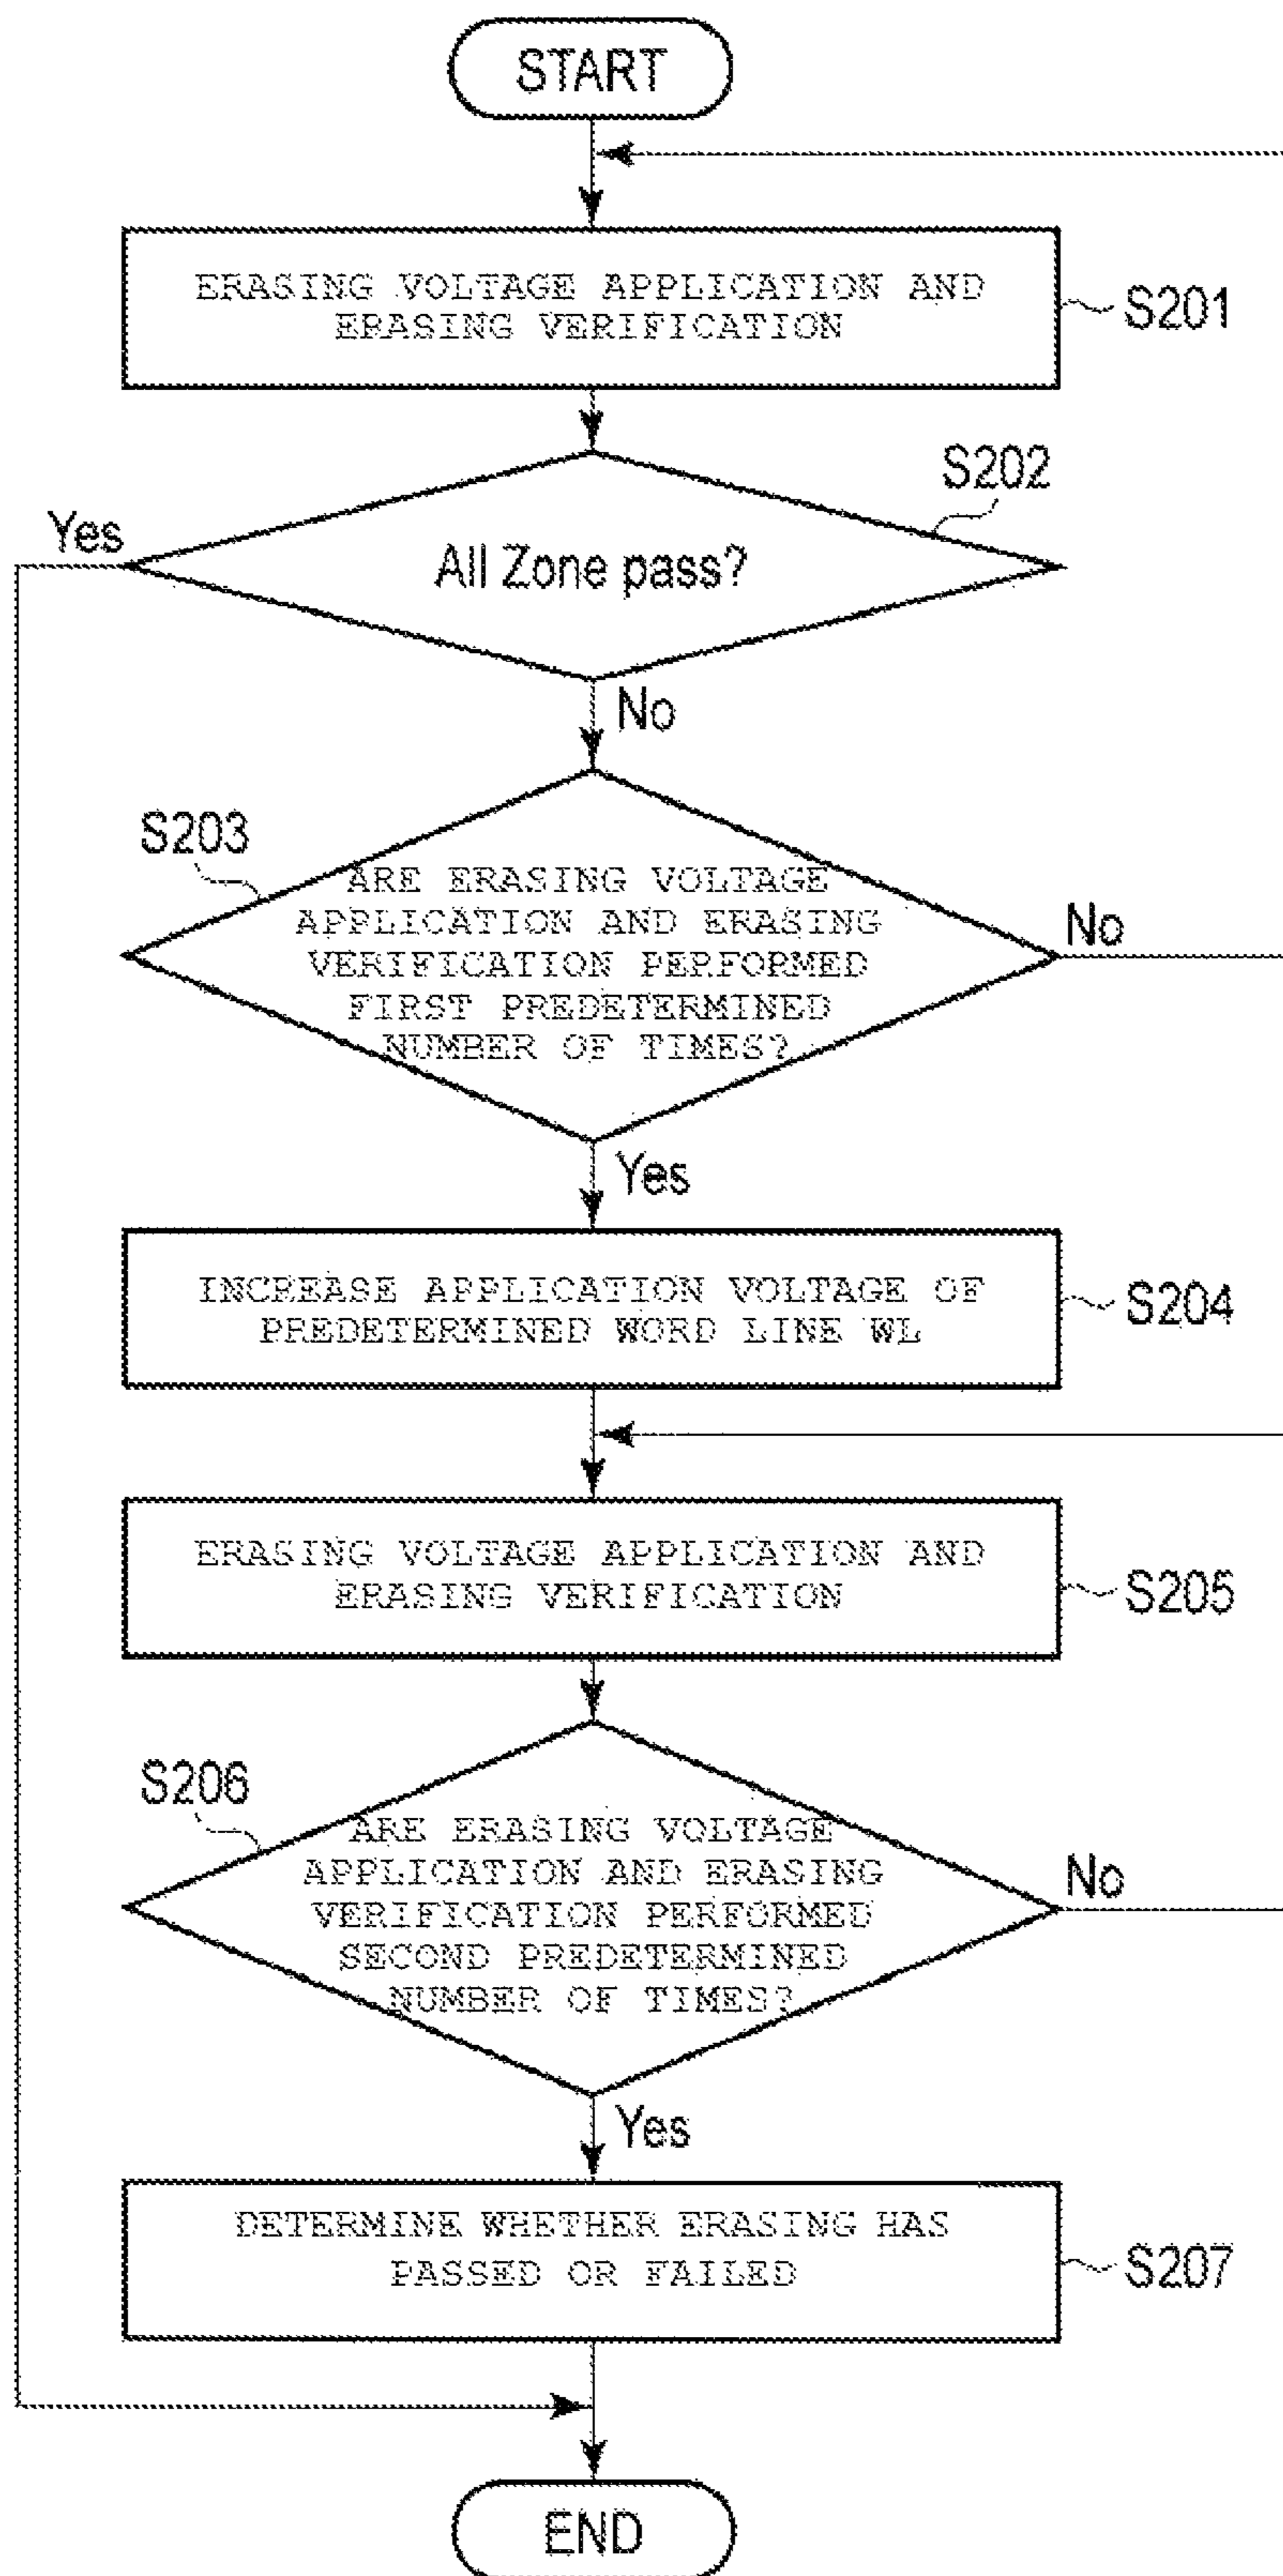 START
ERASING VOLTAGE APPLICATION AND
ERASING VERIFICATION
S201
S202
Yes
All Zone pass?
No
S203
ARE ERASING VOLTAGE
APPLICATION AND ERASING
VERIFICATION PERFORMED
FIRST PREDETERMINED
NUMBER OF TIMES?
No
Yes
INCREASE APPLICATION VOLTAGE OF
PREDETERMINED WORD LINE WL
S204
ERASING VOLTAGE APPLICATION AND
ERASING VERIFICATION
S205
S206
ARE ERASING VOLTAGE
APPLICATION AND ERASING
VERIFICATION PERFORMED
SECOND PREDETERMINED
NUMBER OF TIMES?
No
Yes
DETERMINE WHETHER ERASING HAS
PASSED OR FAILED
S207
END